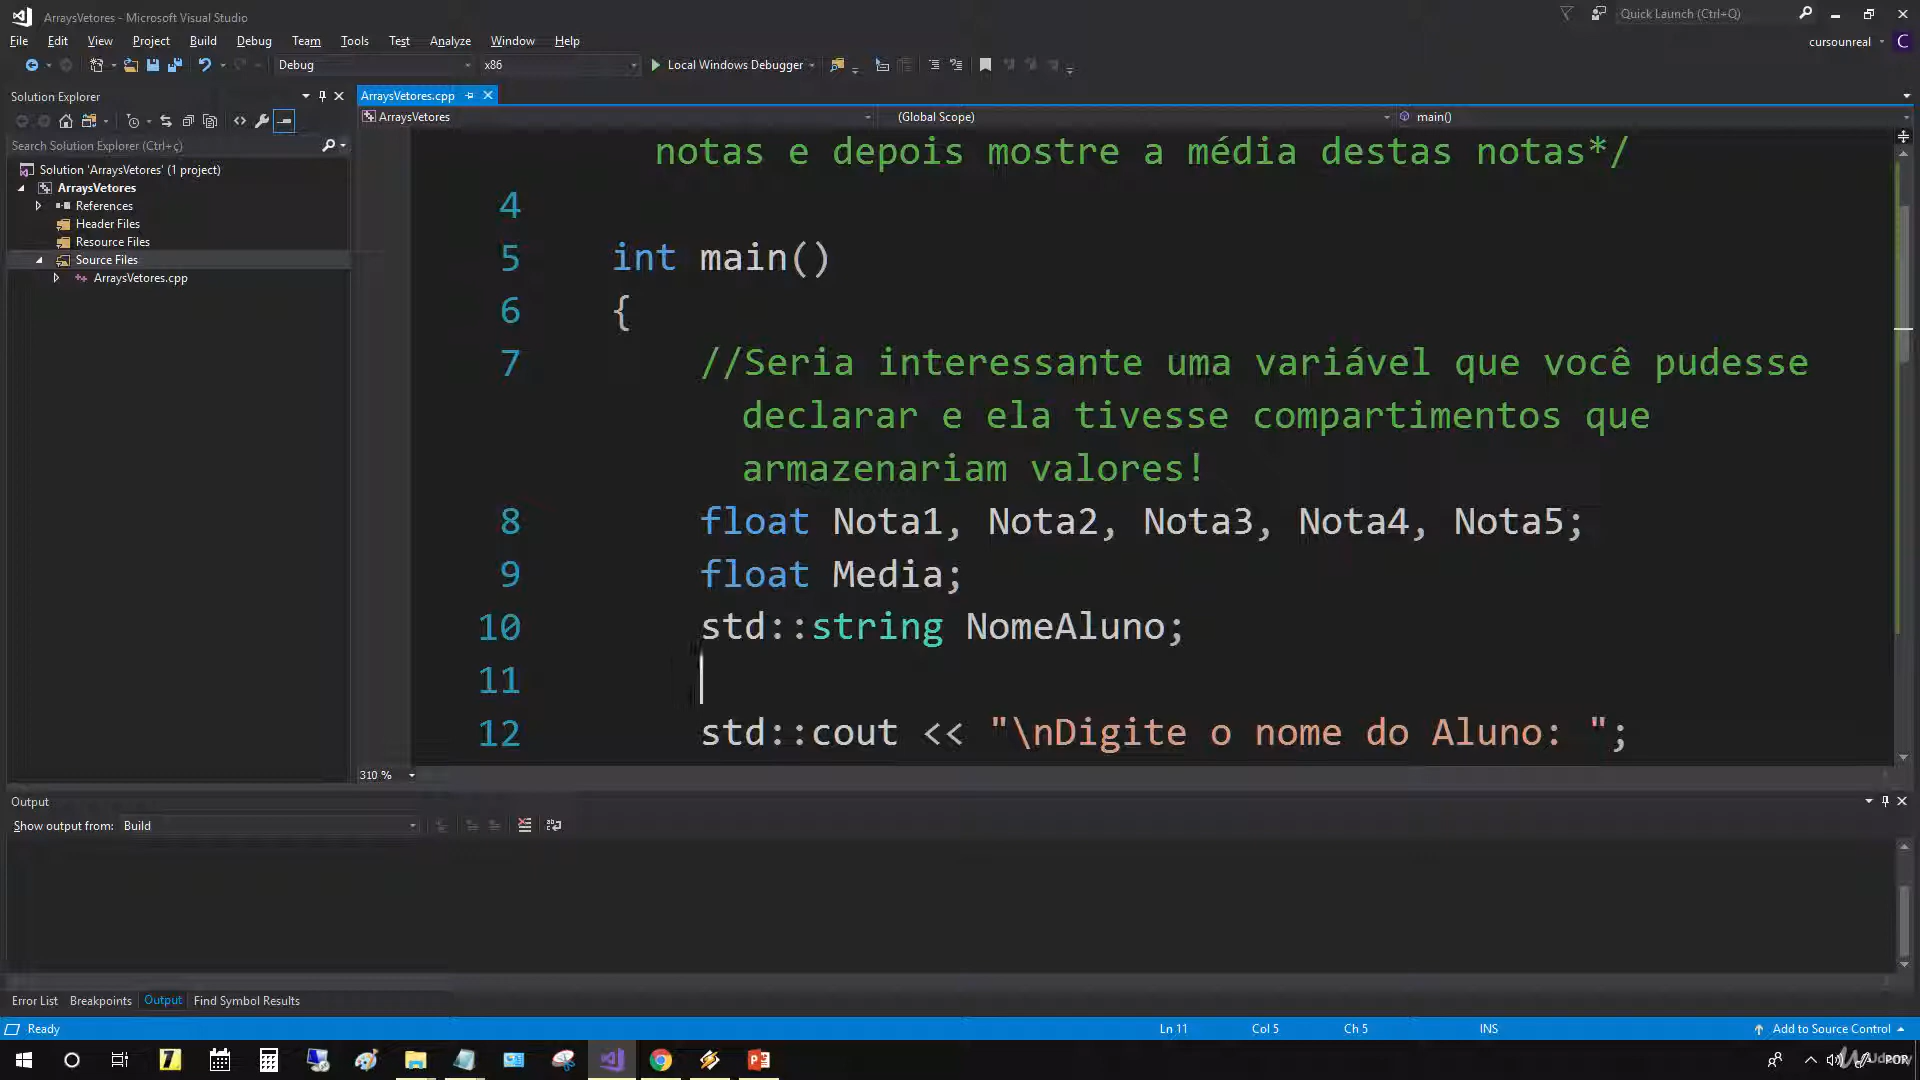 ArraysVetores - Microsoft Visual Studio
Quick Launch (Ctrl+Q)
File Edit View Project Build Debug Team Tools Test Analyze Window Help
cursounreal
C
Debug x86 Local Windows Debugger
Solution Explorer
ArraysVetores.cpp
ArraysVetores (Global Scope) main()
Search Solution Explorer (Ctrl+ç)
Solution 'ArraysVetores' (1 project)
ArraysVetores
References
Header Files
Resource Files
Source Files
ArraysVetores.cpp
notas e depois mostre a média destas notas*/
4
5 int main()
6 {
7 //Seria interessante uma variável que você pudesse
declarar e ela tivesse compartimentos que
armazenariam valores!
8 float Nota1, Nota2, Nota3, Nota4, Nota5;
9 float Media;
10 std::string NomeAluno;
11
12 std::cout << "\nDigite o nome do Aluno: ";
310 %
Output
Show output from: Build
Error List Breakpoints Output Find Symbol Results
Ready Ln 11 Col 5 Ch 5 INS Add to Source Control
POR
Udemy